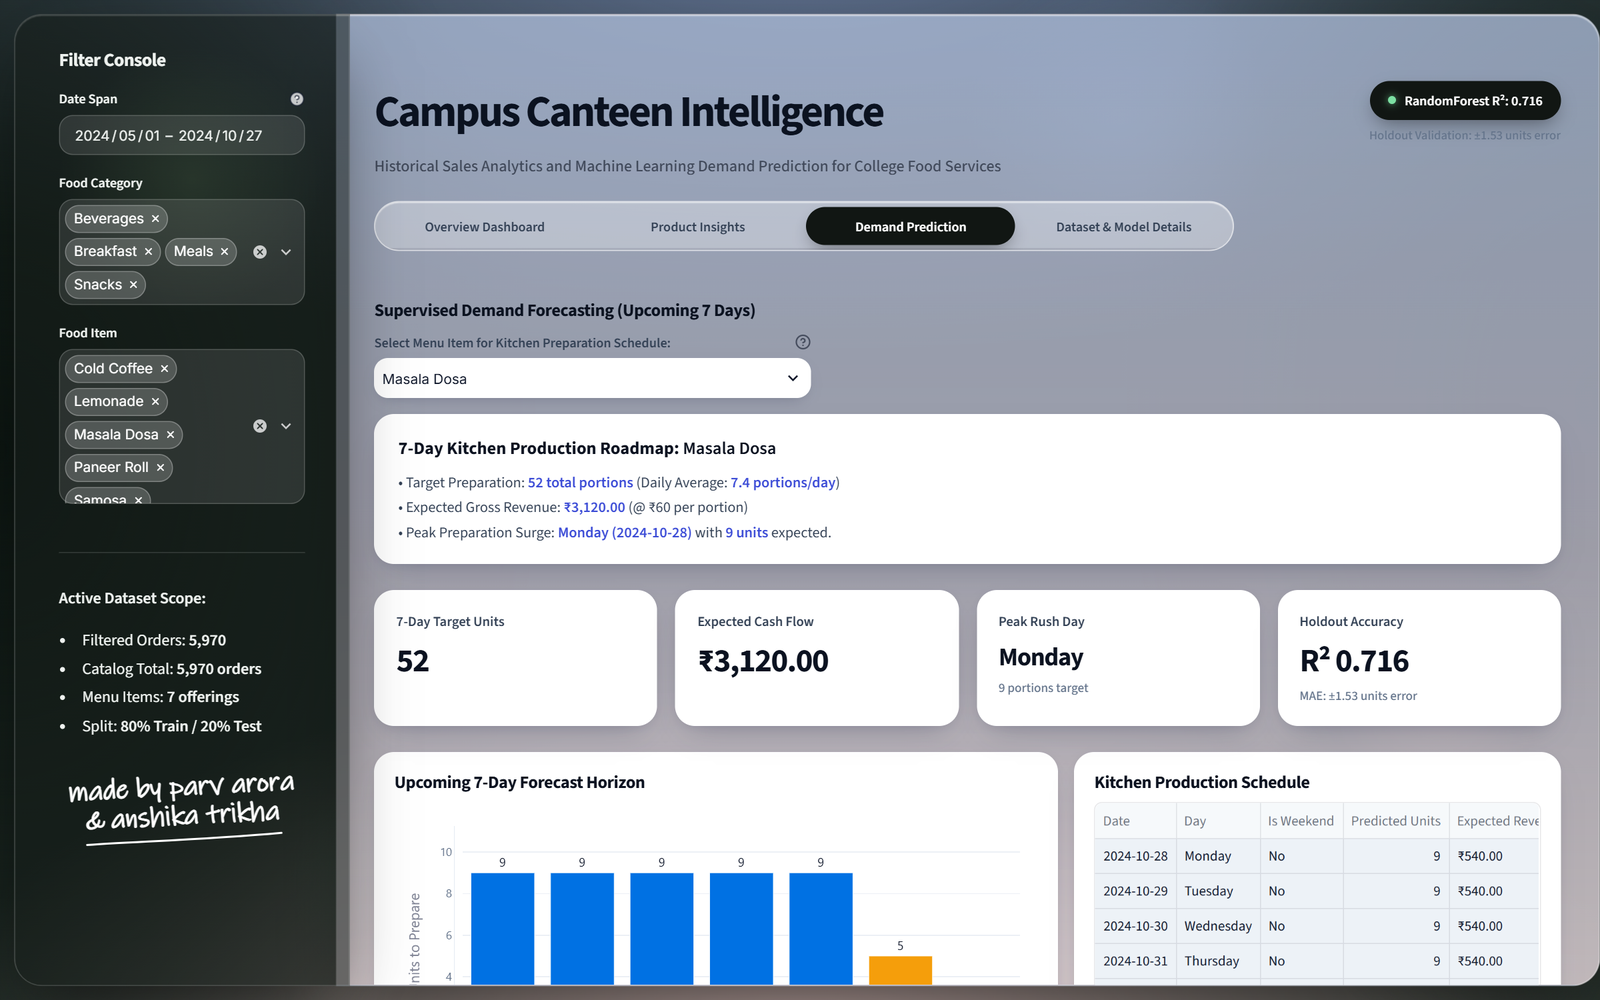 Filter Console
Date Span
2024/05/01 – 2024/10/27
Food Category
Beverages ×
Breakfast × Meals ×
Snacks ×
Food Item
Cold Coffee ×
Lemonade ×
Masala Dosa ×
Paneer Roll ×
Samosa ×
Active Dataset Scope:
• Filtered Orders: 5,970
• Catalog Total: 5,970 orders
• Menu Items: 7 offerings
• Split: 80% Train / 20% Test
made by parv arora
& anshika trikha
Campus Canteen Intelligence
RandomForest R²: 0.716
Holdout Validation: ±1.53 units error
Historical Sales Analytics and Machine Learning Demand Prediction for College Food Services
Overview Dashboard Product Insights Demand Prediction Dataset & Model Details
Supervised Demand Forecasting (Upcoming 7 Days)
Select Menu Item for Kitchen Preparation Schedule:
Masala Dosa
7-Day Kitchen Production Roadmap: Masala Dosa
• Target Preparation: 52 total portions (Daily Average: 7.4 portions/day)
• Expected Gross Revenue: ₹3,120.00 (@ ₹60 per portion)
• Peak Preparation Surge: Monday (2024-10-28) with 9 units expected.
7-Day Target Units
52
Expected Cash Flow
₹3,120.00
Peak Rush Day
Monday
9 portions target
Holdout Accuracy
R² 0.716
MAE: ±1.53 units error
Upcoming 7-Day Forecast Horizon
10
8
6
4
9 9 9 9 9 5
to Prepare
Kitchen Production Schedule
Date Day Is Weekend Predicted Units Expected Reve
2024-10-28 Monday No 9 ₹540.00
2024-10-29 Tuesday No 9 ₹540.00
2024-10-30 Wednesday No 9 ₹540.00
2024-10-31 Thursday No 9 ₹540.00